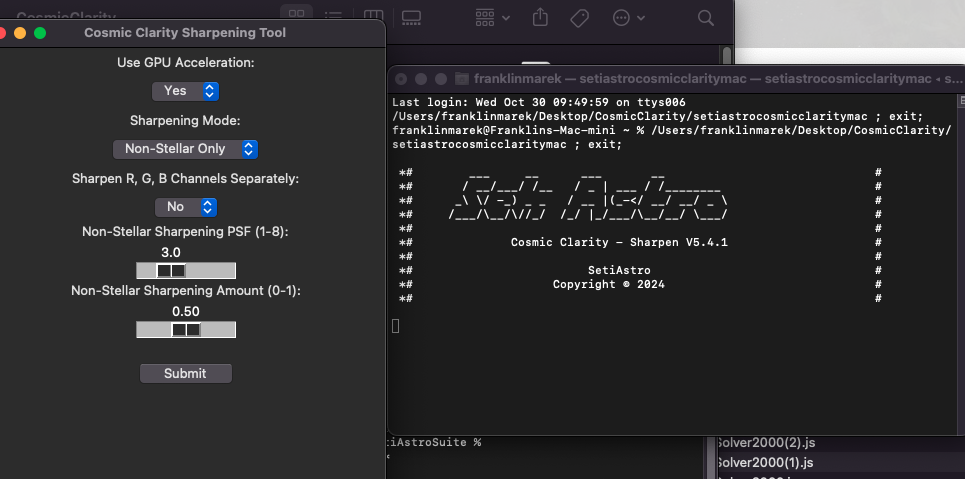 CosmicClarity
Cosmic Clarity Sharpening Tool
Use GPU Acceleration:
Yes
Sharpening Mode:
Non-Stellar Only
Sharpen R, G, B Channels Separately:
No
Non-Stellar Sharpening PSF (1-8):
3.0
Non-Stellar Sharpening Amount (0-1):
0.50
Submit
franklinmarek — setiastrocosmicclaritymac — setiastrocosmicclaritymac ◂ s...
Last login: Wed Oct 30 09:49:59 on ttys006
/Users/franklinmarek/Desktop/CosmicClarity/setiastrocosmicclaritymac ; exit;
franklinmarek@Franklins-Mac-mini ~ % /Users/franklinmarek/Desktop/CosmicClarity/
setiastrocosmicclaritymac ; exit;
Seti Astro
*# Cosmic Clarity - Sharpen V5.4.1 #
*# SetiAstro #
*# Copyright © 2024 #
tiAstroSuite %
Solver2000(2).js
Solver2000(1).js